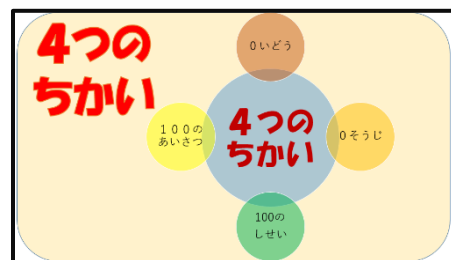 4つの
ちかい
0いどう
100の
あいさつ
4つの
ちかい
0そうじ
100の
しせい